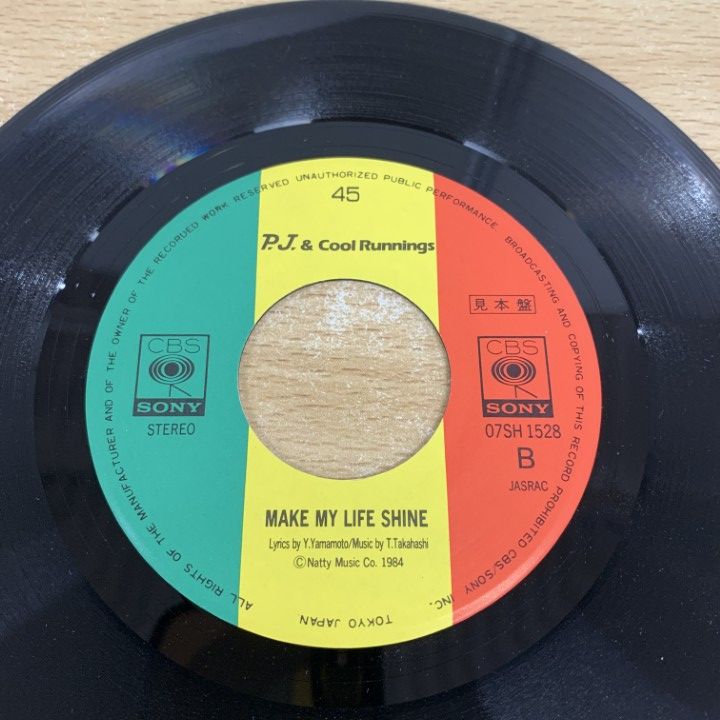 ALL RIGHTS OF THE MANUFACTURER AND OF THE OWNER OF THE RECORDED WORK RESERVED UNAUTHORIZED PUBLIC PERFORMANCE BROADCASTING AND COPYING OF THIS RECORD PROHIBITED CBS/SONY INC.
TOKYO JAPAN
45
P.J. & Cool Runnings
見本盤
CBS
SONY
STEREO
CBS
SONY
07SH 1528
B
JASRAC
MAKE MY LIFE SHINE
Lyrics by Y.Yamamoto/Music by T.Takahashi
©Natty Music Co. 1984